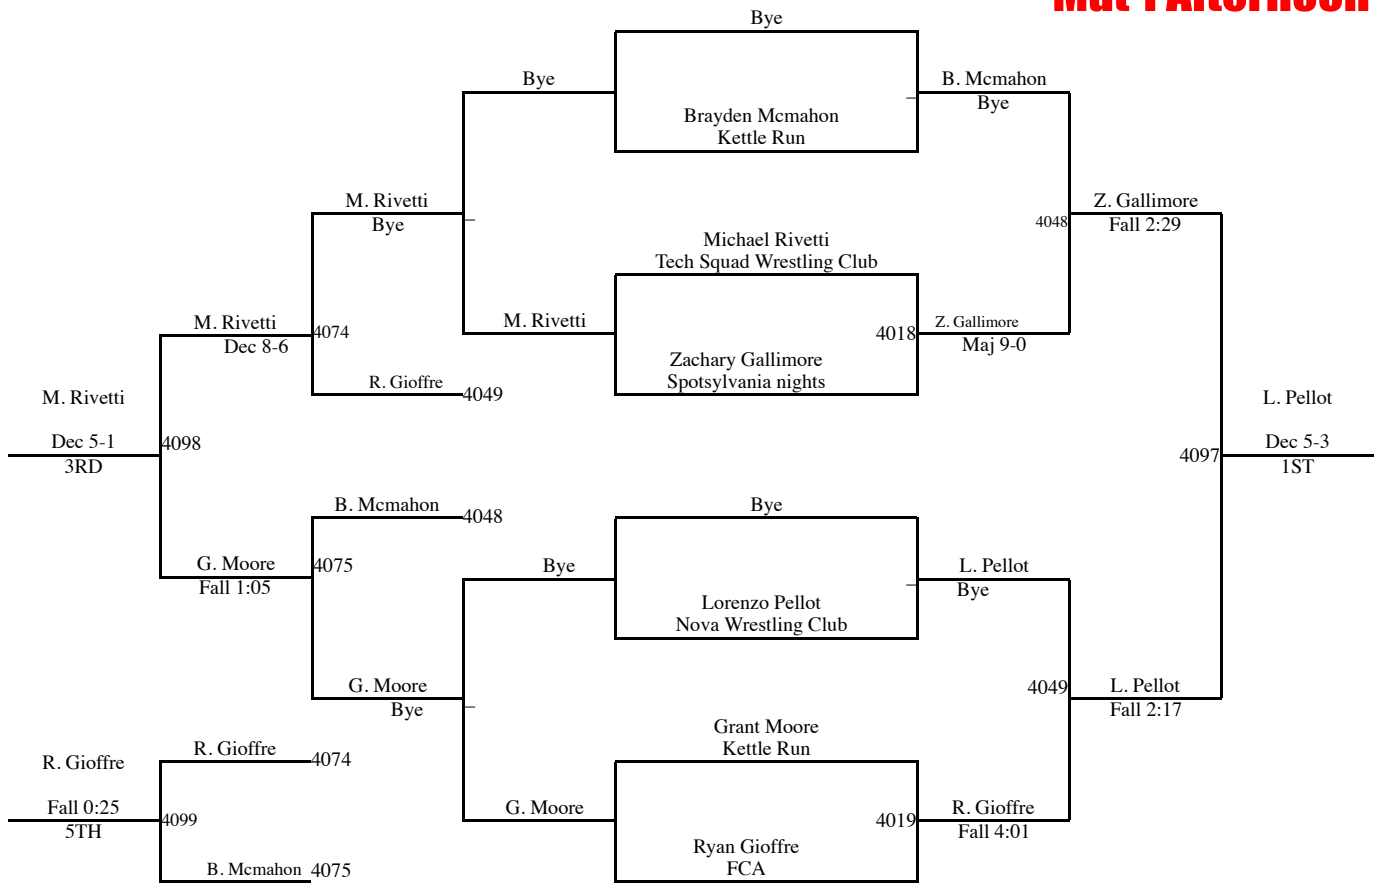 Mat 1 Afternoon
Bye
Bye
B. Mcmahon
Bye
Brayden Mcmahon
Kettle Run
M. Rivetti
Bye
Z. Gallimore
Fall 2:29
4048
Michael Rivetti
Tech Squad Wrestling Club
M. Rivetti
Dec 8-6
4074
M. Rivetti
4018
Z. Gallimore
Maj 9-0
Zachary Gallimore
Spotsylvania nights
R. Gioffre
4049
M. Rivetti
Dec 5-1
3RD
4098
L. Pellot
Dec 5-3
1ST
4097
B. Mcmahon
4048
Bye
G. Moore
Fall 1:05
4075
Bye
L. Pellot
Bye
Lorenzo Pellot
Nova Wrestling Club
G. Moore
Bye
4049
L. Pellot
Fall 2:17
Grant Moore
Kettle Run
R. Gioffre
4074
R. Gioffre
Fall 0:25
5TH
4099
G. Moore
4019
R. Gioffre
Fall 4:01
Ryan Gioffre
FCA
B. Mcmahon
4075